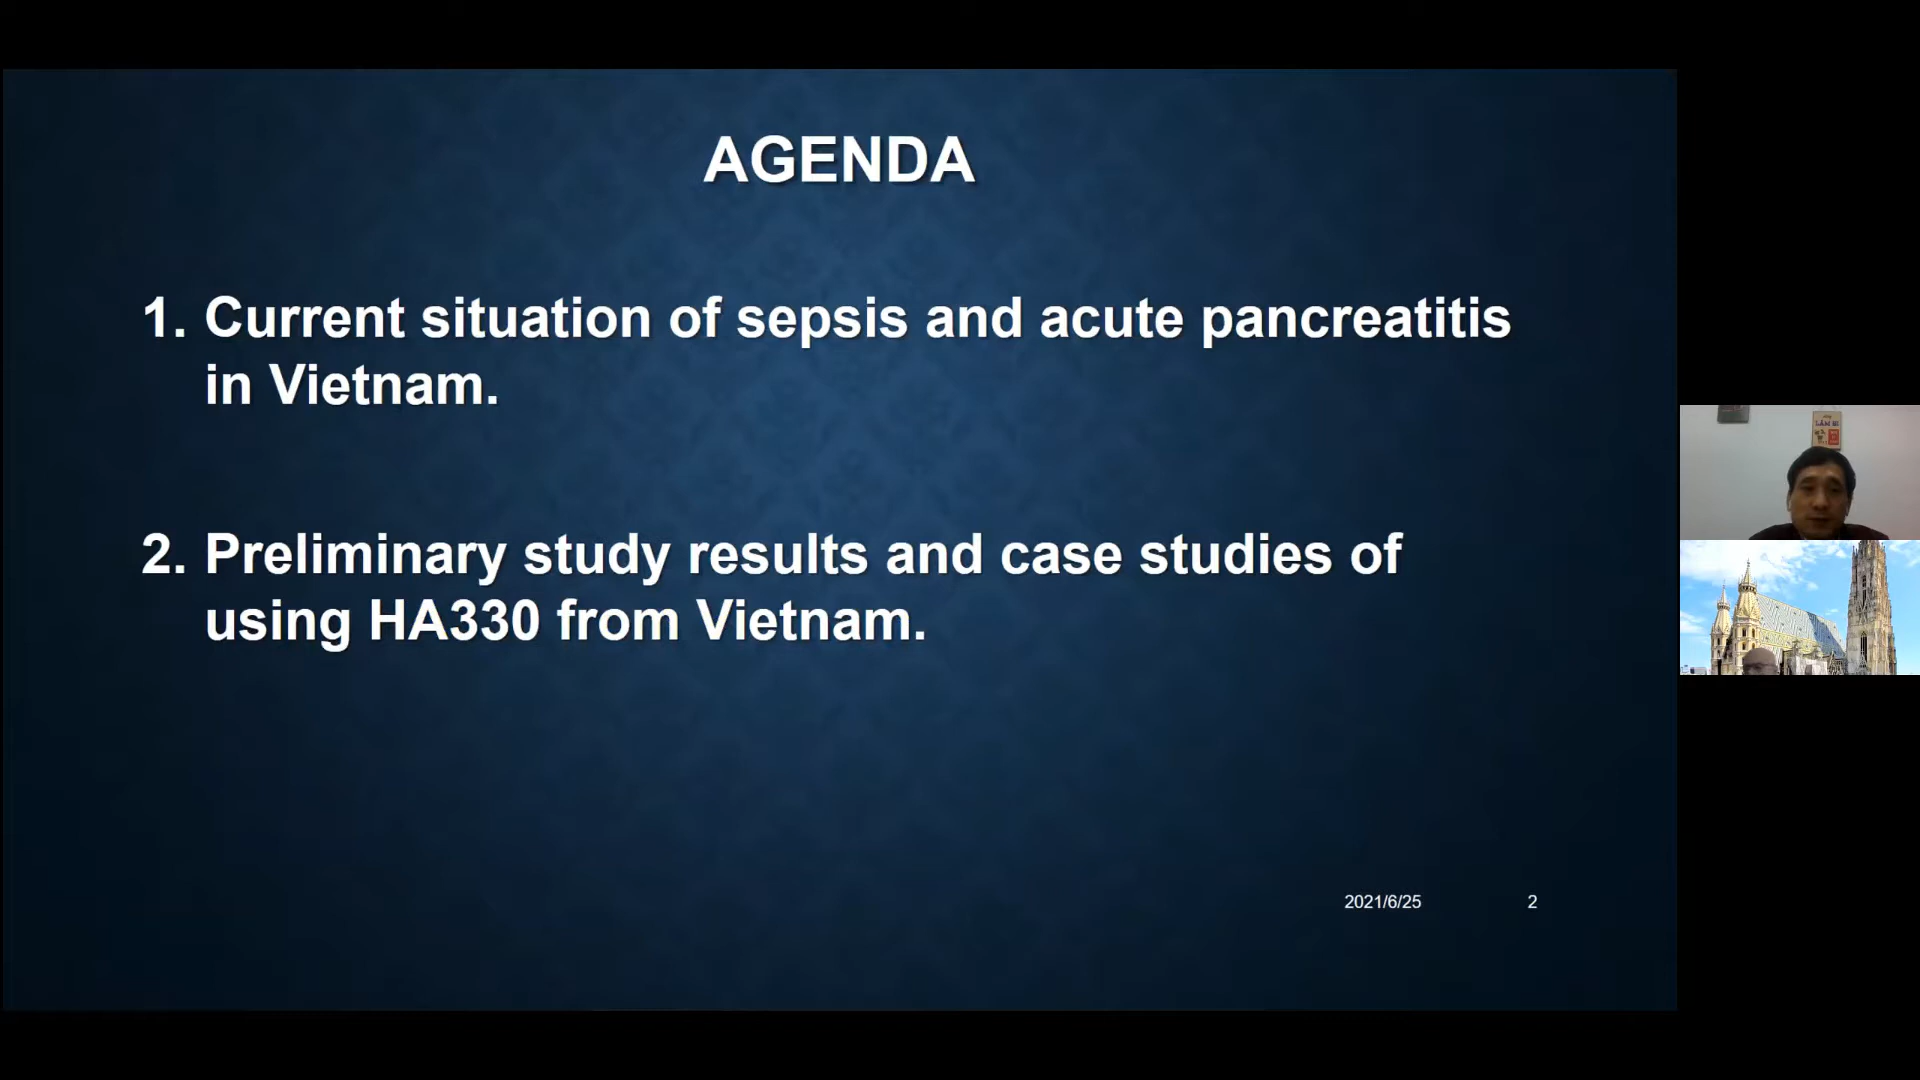 AGENDA
1. Current situation of sepsis and acute pancreatitis
in Vietnam.
2. Preliminary study results and case studies of
using HA330 from Vietnam.
2021/6/25
2